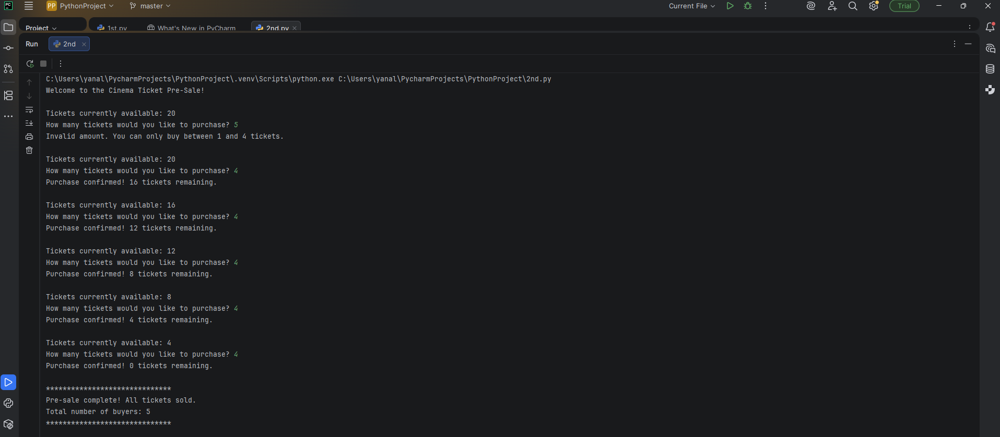 PC
PP PythonProject
master
Current File
Trial
Project
1st.py
What's New in PyCharm
2nd.py
Run
2nd
C:\Users\yanal\PycharmProjects\PythonProject\.venv\Scripts\python.exe C:\Users\yanal\PycharmProjects\PythonProject\2nd.py
Welcome to the Cinema Ticket Pre-Sale!
Tickets currently available: 20
How many tickets would you like to purchase? 5
Invalid amount. You can only buy between 1 and 4 tickets.
Tickets currently available: 20
How many tickets would you like to purchase? 4
Purchase confirmed! 16 tickets remaining.
Tickets currently available: 16
How many tickets would you like to purchase? 4
Purchase confirmed! 12 tickets remaining.
Tickets currently available: 12
How many tickets would you like to purchase? 4
Purchase confirmed! 8 tickets remaining.
Tickets currently available: 8
How many tickets would you like to purchase? 4
Purchase confirmed! 4 tickets remaining.
Tickets currently available: 4
How many tickets would you like to purchase? 4
Purchase confirmed! 0 tickets remaining.
******************************
Pre-sale complete! All tickets sold.
Total number of buyers: 5
******************************